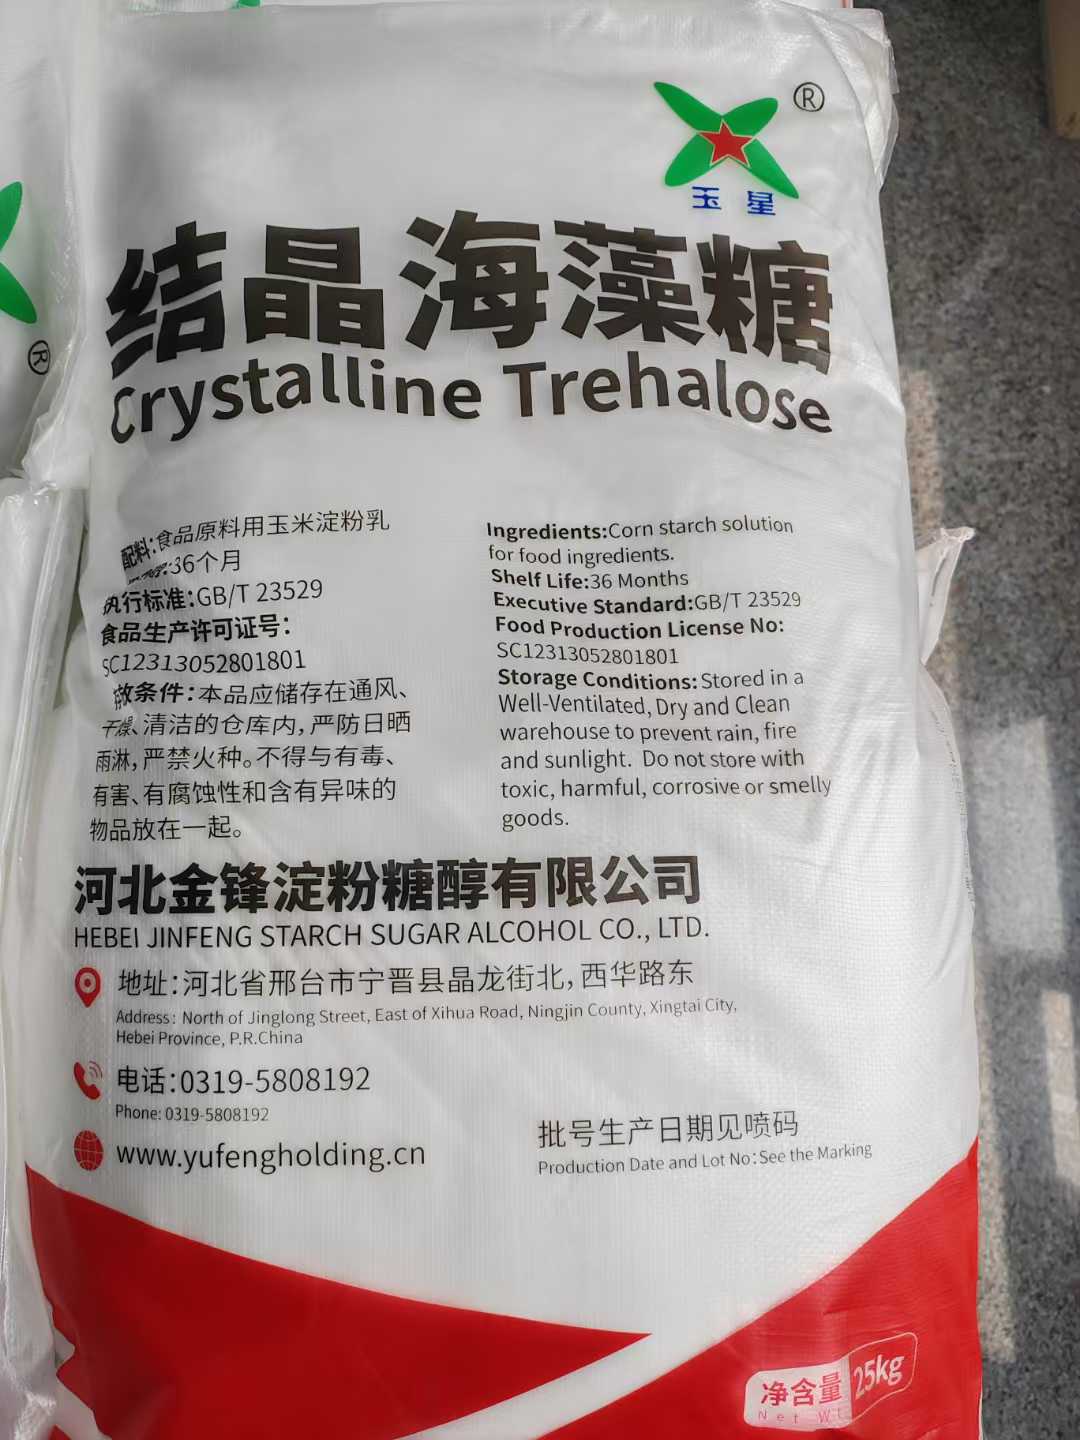 ®
玉星
结晶海藻糖
Crystalline Trehalose
配料:食品原料用玉米淀粉乳
36个月
执行标准:GB/T 23529
食品生产许可证号:
SC12313052801801
存放条件:本品应储存在通风、
干燥、清洁的仓库内,严防日晒
雨淋,严禁火种。不得与有毒、
有害、有腐蚀性和含有异味的
物品放在一起。
Ingredients:Corn starch solution
for food ingredients.
Shelf Life:36 Months
Executive Standard:GB/T 23529
Food Production License No:
SC12313052801801
Storage Conditions:Stored in a
Well-Ventilated, Dry and Clean
warehouse to prevent rain, fire
and sunlight. Do not store with
toxic, harmful, corrosive or smelly
goods.
河北金锋淀粉糖醇有限公司
HEBEI JINFENG STARCH SUGAR ALCOHOL CO., LTD.
地址:河北省邢台市宁晋县晶龙街北,西华路东
Address: North of Jinglong Street, East of Xihua Road, Ningjin County, Xingtai City,
Hebei Province, P.R.China
电话:0319-5808192
Phone: 0319-5808192
www.yufengholding.cn
批号生产日期见喷码
Production Date and Lot No:See the Marking
净含量 25kg
Net Wt
®